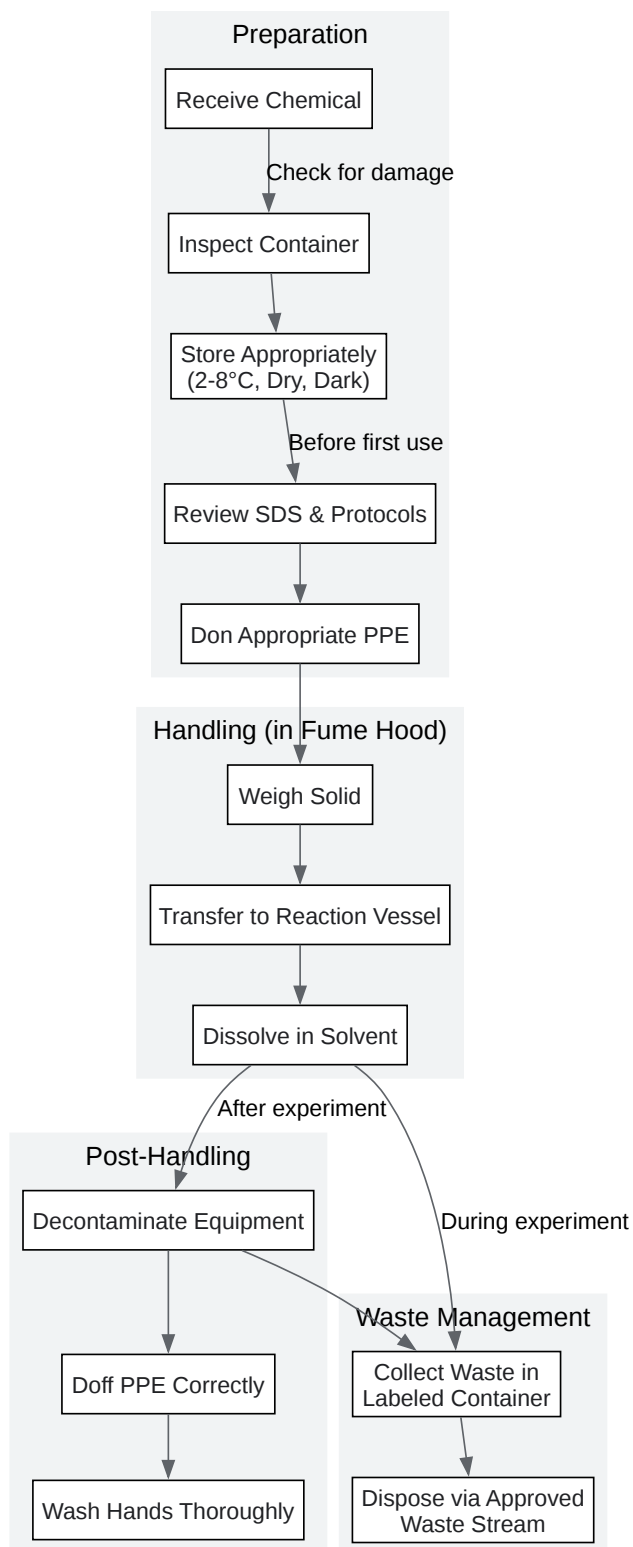 Preparation
Receive Chemical
Check for damage
Inspect Container
Store Appropriately
(2-8°C, Dry, Dark)
Before first use
Review SDS & Protocols
Don Appropriate PPE
Handling (in Fume Hood)
Weigh Solid
Transfer to Reaction Vessel
Dissolve in Solvent
After experiment
Post-Handling
Decontaminate Equipment
During experiment
Waste Management
Doff PPE Correctly
Collect Waste in
Labeled Container
Wash Hands Thoroughly
Dispose via Approved
Waste Stream